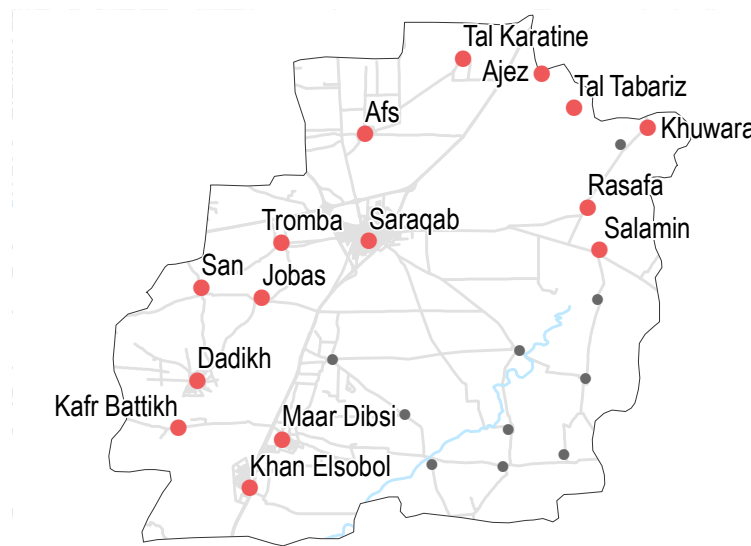 Tal Karatine
Ajez
Tal Tabariz
Afs
Khuwara
Rasafa
Tromba
Saraqab
Salamin
San
Jobas
Dadikh
Kafr Battikh
Maar Dibsi
Khan Elsobol